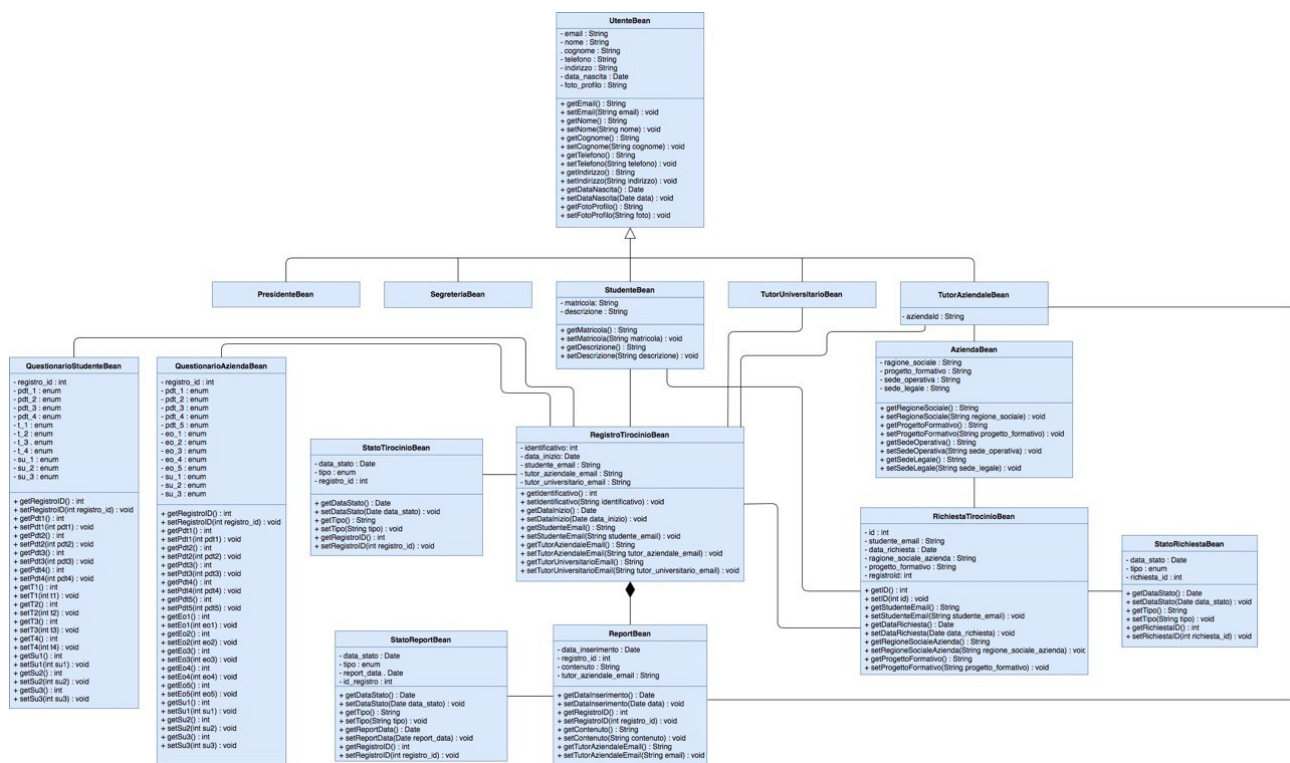 UtenteBean
- email : String
- nome : String
. cognome : String
- telefono : String
- indirizzo : String
- data_nascita : Date
- foto_profilo : String
+ getEmail() : String
+ setEmail(String email) : void
+ getNome() : String
+ setNome(String nome) : void
+ getCognome() : String
+ setCognome(String cognome) : void
+ getTelefono() : String
+ setTelefono(String telefono) : void
+ getIndirizzo() : String
+ setIndirizzo(String indirizzo) : void
+ getDataNascita() : Date
+ setDataNascita(Date data) : void
+ getFotoProfilo() : String
+ setFotoProfilo(String foto) : void
PresidenteBean
SegreteriaBean
StudenteBean
- matricola: String
- descrizione : String
+ getMatricola() : String
+ setMatricola(String matricola) : void
+ getDescrizione() : String
+ setDescrizione(String descrizione) : void
TutorUniversitarioBean
TutorAziendaleBean
- aziendaId : String
QuestionarioStudenteBean
- registro_id : int
- pdt_1 : enum
- pdt_2 : enum
- pdt_3 : enum
- pdt_4 : enum
- t_1 : enum
- t_2 : enum
- t_3 : enum
- t_4 : enum
- su_1 : enum
- su_2 : enum
- su_3 : enum
+ getRegistroID() : int
+ setRegistroID(int registro_id) : void
+ getPdt1() : int
+ setPdt1(int pdt1) : void
+ getPdt2() : int
+ setPdt2(int pdt2) : void
+ getPdt3() : int
+ setPdt3(int pdt3) : void
+ getPdt4() : int
+ setPdt4(int pdt4) : void
+ getT1() : int
+ setT1(int t1) : void
+ getT2() : int
+ setT2(int t2) : void
+ getT3() : int
+ setT3(int t3) : void
+ getT4() : int
+ setT4(int t4) : void
+ getSu1() : int
+ setSu1(int su1) : void
+ getSu2() : int
+ setSu2(int su2) : void
+ getSu3() : int
+ setSu3(int su3) : void
QuestionarioAziendaBean
- registro_id : int
- pdt_1 : enum
- pdt_2 : enum
- pdt_3 : enum
- pdt_4 : enum
- pdt_5 : enum
- eo_1 : enum
- eo_2 : enum
- eo_3 : enum
- eo_4 : enum
- eo_5 : enum
- su_1 : enum
- su_2 : enum
- su_3 : enum
+ getRegistroID() : int
+ setRegistroID(int registro_id) : void
+ getPdt1() : int
+ setPdt1(int pdt1) : void
+ getPdt2() : int
+ setPdt2(int pdt2) : void
+ getPdt3() : int
+ setPdt3(int pdt3) : void
+ getPdt4() : int
+ setPdt4(int pdt4) : void
+ getPdt5() : int
+ setPdt5(int pdt5) : void
+ getEo1() : int
+ setEo1(int eo1) : void
+ getEo2() : int
+ setEo2(int eo2) : void
+ getEo3() : int
+ setEo3(int eo3) : void
+ getEo4() : int
+ setEo4(int eo4) : void
+ getEo5() : int
+ setEo5(int eo5) : void
+ getSu1() : int
+ setSu1(int su1) : void
+ getSu2() : int
+ setSu2(int su2) : void
+ getSu3() : int
+ setSu3(int su3) : void
AziendaBean
- ragione_sociale : String
- progetto_formativo : String
- sede_operativa : String
- sede_legale : String
+ getRegioneSociale() : String
+ setRegioneSociale(String regione_sociale) : void
+ getProgettoFormativo() : String
+ setProgettoFormativo(String progetto_formativo) : void
+ getSedeOperativa() : String
+ setSedeOperativa(String sede_operativa) : void
+ getSedeLegale() : String
+ setSedeLegale(String sede_legale) : void
StatoTirocinioBean
- data_stato : Date
- tipo : enum
- registro_id : int
+ getDataStato() : Date
+ setDataStato(Date data_stato) : void
+ getTipo() : String
+ setTipo(String tipo) : void
+ getRegistroID() : int
+ setRegistroID(int registro_id) : void
RegistroTirocinioBean
- identificativo: int
- data_inizio: Date
- studente_email : String
- tutor_aziendale_email : String
- tutor_universitario_email : String
+ getIdentificativo() : int
+ setIdentificativo(String identificativo) : void
+ getDataInizio() : Date
+ setDataInizio(Date data_inizio) : void
+ getStudenteEmail() : String
+ setStudenteEmail(String studente_email) : void
+ getTutorAziendaleEmail() : String
+ setTutorAziendaleEmail(String tutor_aziendale_email) : void
+ getTutorUniversitarioEmail() : String
+ setTutorUniversitarioEmail(String tutor_universitario_email) : void
RichiestaTirocinioBean
- id : int
- studente_email : String
- data_richiesta : Date
- ragione_sociale_azienda : String
- progetto_formativo : String
- registroId: int
+ getID() : int
+ setID(int id) : void
+ getStudenteEmail() : String
+ setStudenteEmail(String studente_email) : void
+ getDataRichiesta() : Date
+ setDataRichiesta(Date data_richiesta) : void
+ getRegioneSocialeAzienda() : String
+ setRegioneSocialeAzienda(String regione_sociale_azienda) : void
+ getProgettoFormativo() : String
+ setProgettoFormativo(String progetto_formativo) : void
StatoRichiestaBean
- data_stato : Date
- tipo : enum
- richiesta_id : int
+ getDataStato() : Date
+ setDataStato(Date data_stato) : void
+ getTipo() : String
+ setTipo(String tipo) : void
+ getRichiestaID() : int
+ setRichiestaID(int richiesta_id) : void
StatoReportBean
- data_stato : Date
- tipo : enum
- report_data . Date
- id_registro : int
+ getDataStato() : Date
+ setDataStato(Date data_stato) : void
+ getTipo() : String
+ setTipo(String tipo) : void
+ getReportData() : Date
+ setReportData(Date report_data) : void
+ getRegistroID() : int
+ setRegistroID(int registro_id) : void
ReportBean
- data_inserimento : Date
- registro_id : int
- contenuto : String
- tutor_aziendale_email : String
+ getDataInserimento() : Date
+ setDataInserimento(Date data) : void
+ getRegistroID() : int
+ setRegistroID(int registro_id) : void
+ getContenuto() : String
+ setContenuto(String contenuto) : void
+ getTutorAziendaleEmail() : String
+ setTutorAziendaleEmail(String email) : void